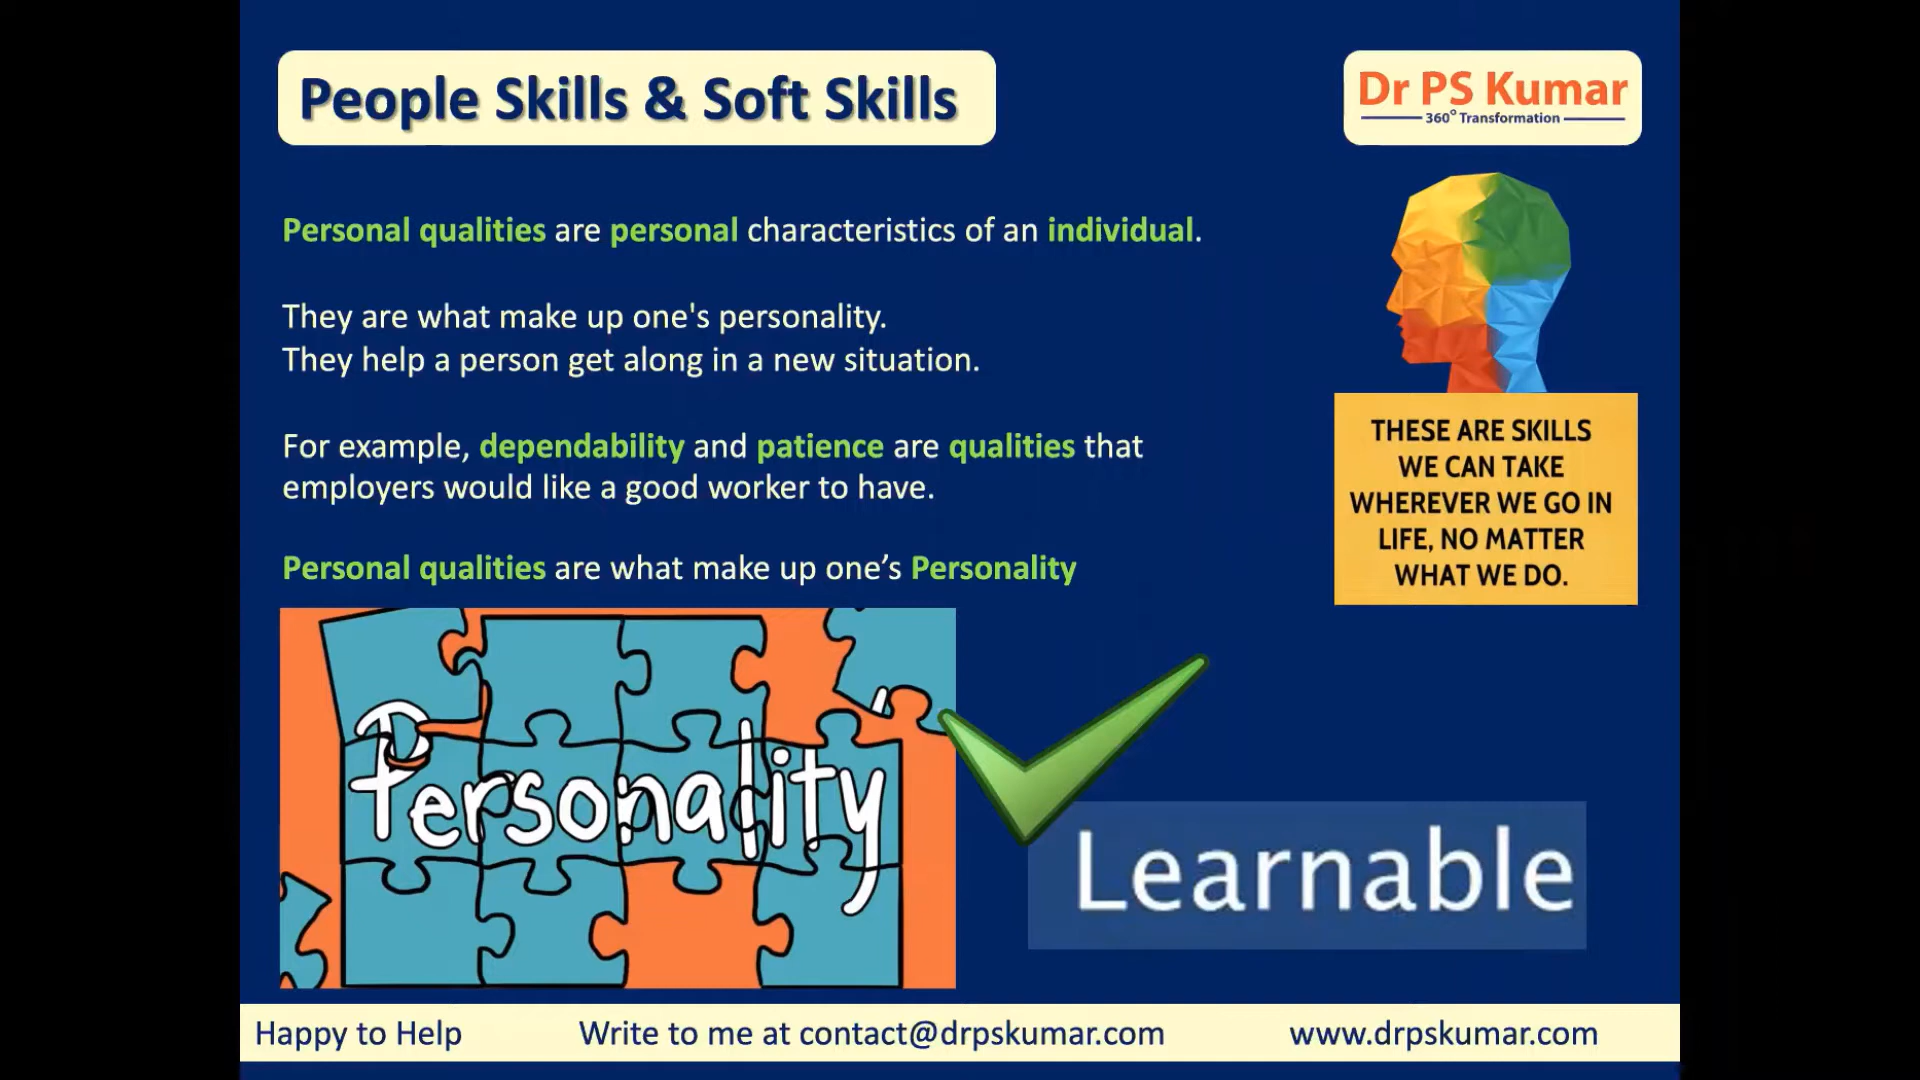 People Skills & Soft Skills
Dr PS Kumar
360° Transformation
Personal qualities are personal characteristics of an individual.
They are what make up one's personality.
They help a person get along in a new situation.
For example, dependability and patience are qualities that
employers would like a good worker to have.
Personal qualities are what make up one’s Personality
THESE ARE SKILLS
WE CAN TAKE
WHEREVER WE GO IN
LIFE, NO MATTER
WHAT WE DO.
Personality
Learnable
Happy to Help
Write to me at contact@drpskumar.com
www.drpskumar.com